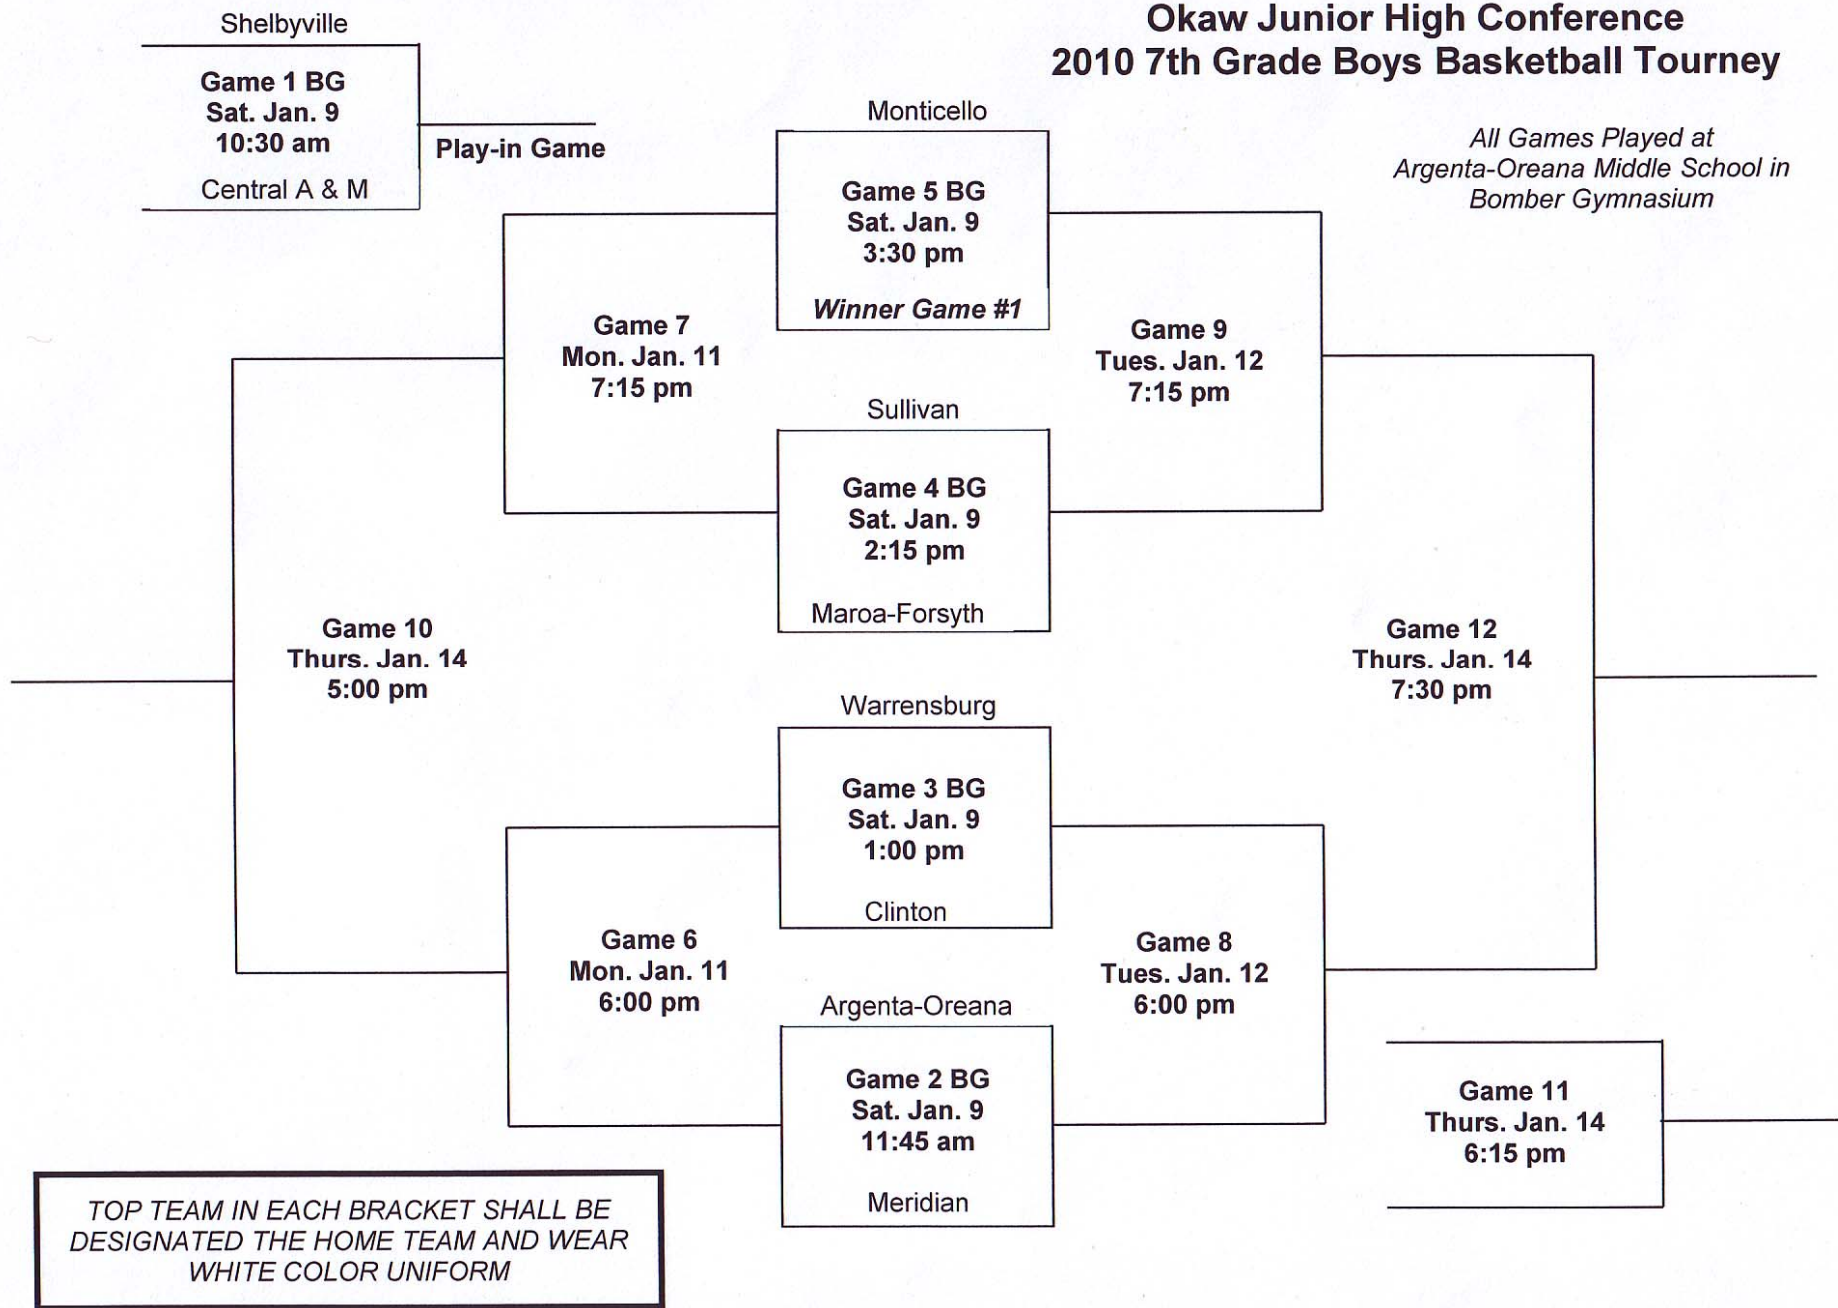 Okaw Junior High Conference
2010 7th Grade Boys Basketball Tourney
All Games Played at
Argenta-Oreana Middle School in
Bomber Gymnasium
Shelbyville
Game 1 BG
Sat. Jan. 9
10:30 am
Central A & M
Play-in Game
Monticello
Game 5 BG
Sat. Jan. 9
3:30 pm
Winner Game #1
Game 7
Mon. Jan. 11
7:15 pm
Game 9
Tues. Jan. 12
7:15 pm
Sullivan
Game 4 BG
Sat. Jan. 9
2:15 pm
Maroa-Forsyth
Game 10
Thurs. Jan. 14
5:00 pm
Game 12
Thurs. Jan. 14
7:30 pm
Warrensburg
Game 3 BG
Sat. Jan. 9
1:00 pm
Clinton
Game 6
Mon. Jan. 11
6:00 pm
Game 8
Tues. Jan. 12
6:00 pm
Argenta-Oreana
Game 2 BG
Sat. Jan. 9
11:45 am
Meridian
Game 11
Thurs. Jan. 14
6:15 pm
TOP TEAM IN EACH BRACKET SHALL BE
DESIGNATED THE HOME TEAM AND WEAR
WHITE COLOR UNIFORM